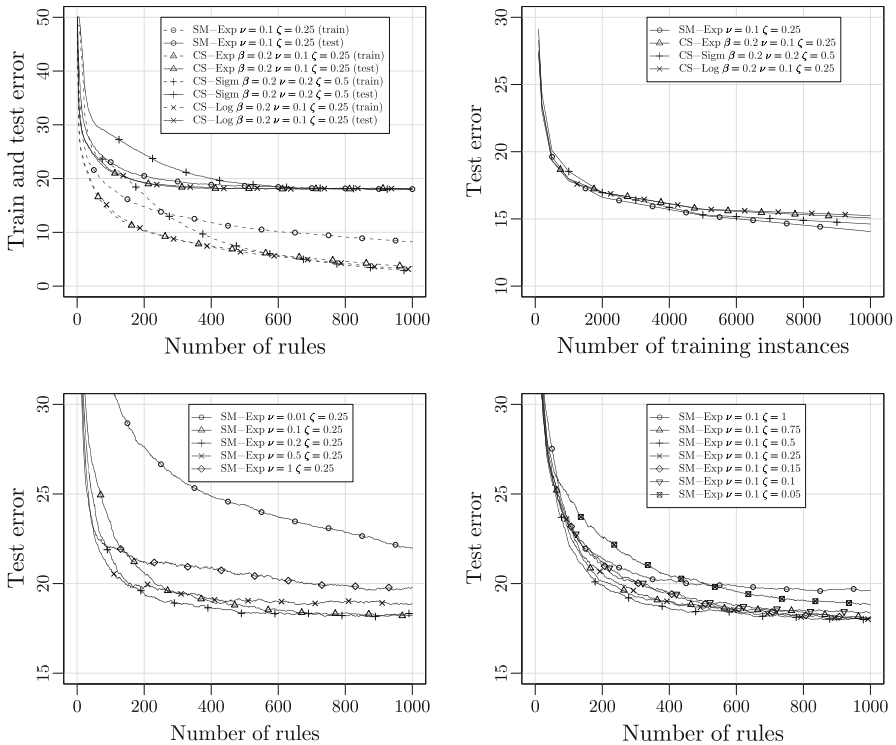 Train and test error
50
40
30
20
10
0
SM−Exp ν = 0.1 ζ = 0.25 (train)
SM−Exp ν = 0.1 ζ = 0.25 (test)
CS−Exp β = 0.2 ν = 0.1 ζ = 0.25 (train)
CS−Exp β = 0.2 ν = 0.1 ζ = 0.25 (test)
CS−Sigm β = 0.2 ν = 0.2 ζ = 0.5 (train)
CS−Sigm β = 0.2 ν = 0.2 ζ = 0.5 (test)
CS−Log β = 0.2 ν = 0.1 ζ = 0.25 (train)
CS−Log β = 0.2 ν = 0.1 ζ = 0.25 (test)
0 200 400 600 800 1000
Number of rules
Test error
30
25
20
15
10
SM−Exp ν = 0.1 ζ = 0.25
CS−Exp β = 0.2 ν = 0.1 ζ = 0.25
CS−Sigm β = 0.2 ν = 0.2 ζ = 0.25
CS−Log β = 0.2 ν = 0.1 ζ = 0.25
0 2000 4000 6000 8000 10000
Number of training instances
Test error
30
25
20
15
SM−Exp ν = 0.01 ζ = 0.25
SM−Exp ν = 0.1 ζ = 0.25
SM−Exp ν = 0.2 ζ = 0.25
SM−Exp ν = 0.5 ζ = 0.25
SM−Exp ν = 1 ζ = 0.25
0 200 400 600 800 1000
Number of rules
Test error
30
25
20
15
SM−Exp ν = 0.1 ζ = 1
SM−Exp ν = 0.1 ζ = 0.75
SM−Exp ν = 0.1 ζ = 0.5
SM−Exp ν = 0.1 ζ = 0.25
SM−Exp ν = 0.1 ζ = 0.15
SM−Exp ν = 0.1 ζ = 0.1
SM−Exp ν = 0.1 ζ = 0.05
0 200 400 600 800 1000
Number of rules